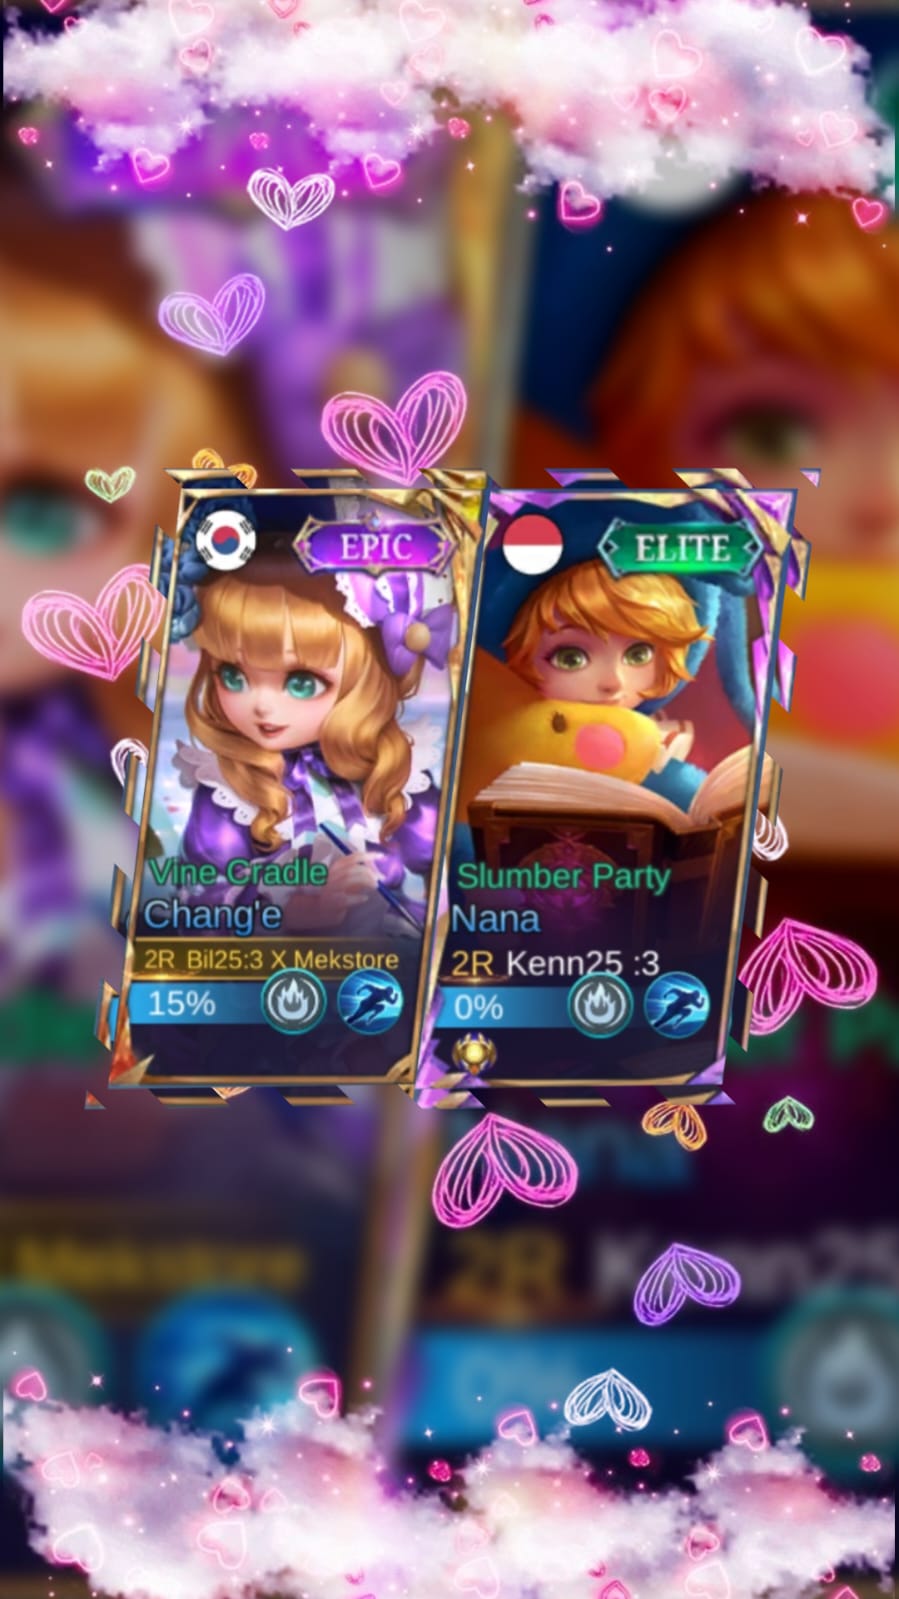 EPIC
Vine Cradle
Chang'e
2R Bil25:3 X Mekstore
15%
ELITE
Slumber Party
Nana
2R Kenn25 :3
0%